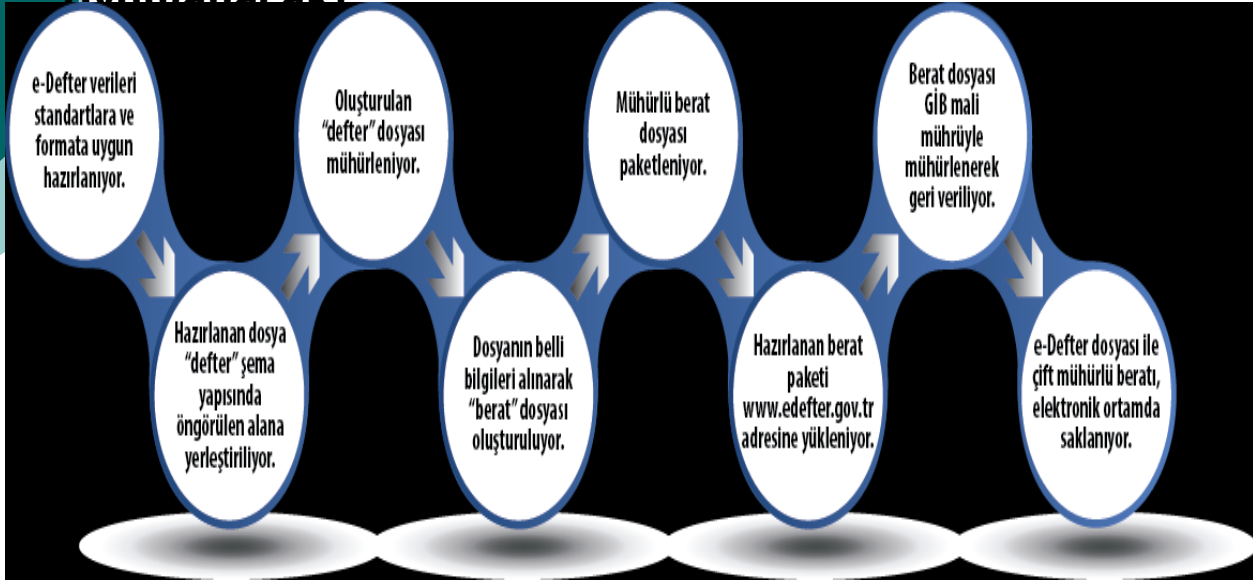 e-Defter verileri
standartlara ve
formata uygun
hazırlanıyor.
Hazırlanan dosya
“defter” şema
yapısında
öngörülen alana
yerleştiriliyor.
Oluşturulan
“defter” dosyası
mühürleniyor.
Dosyanın belli
bilgileri alınarak
“berat” dosyası
oluşturuluyor.
Mühürlü berat
dosyası
paketleniyor.
Hazırlanan berat
paketi
www.edefter.gov.tr
adresine yükleniyor.
Berat dosyası
GİB mali
mührüyle
mühürlenerek
geri veriliyor.
e-Defter dosyası ile
çift mühürlü beratı,
elektronik ortamda
saklanıyor.